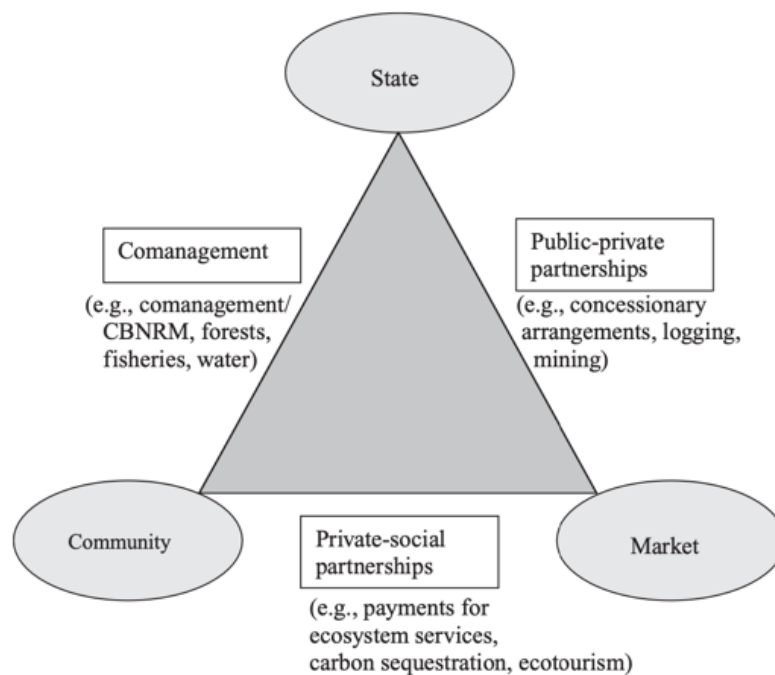 State
Comanagement
(e.g., comanagement/
CBNRM, forests,
fisheries, water)
Public-private
partnerships
(e.g., concessionary
arrangements, logging,
mining)
Community
Private-social
partnerships
(e.g., payments for
ecosystem services,
carbon sequestration, ecotourism)
Market